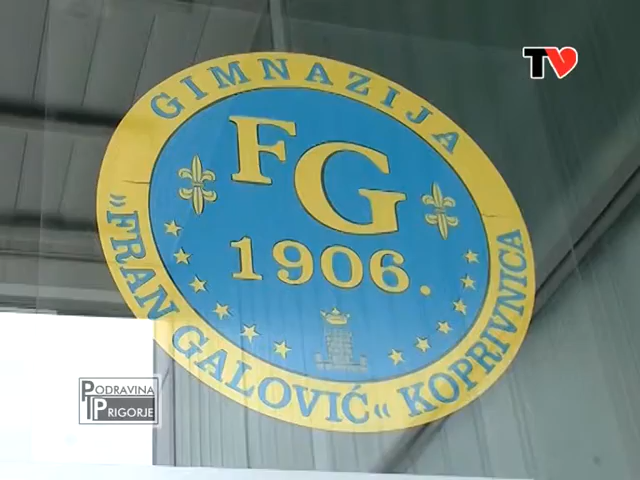 TV
GIMNAZIJA
FG
1906.
»FRAN GALOVIĆ« KOPRIVNICA
PODRAVINA
I PRIGORJE